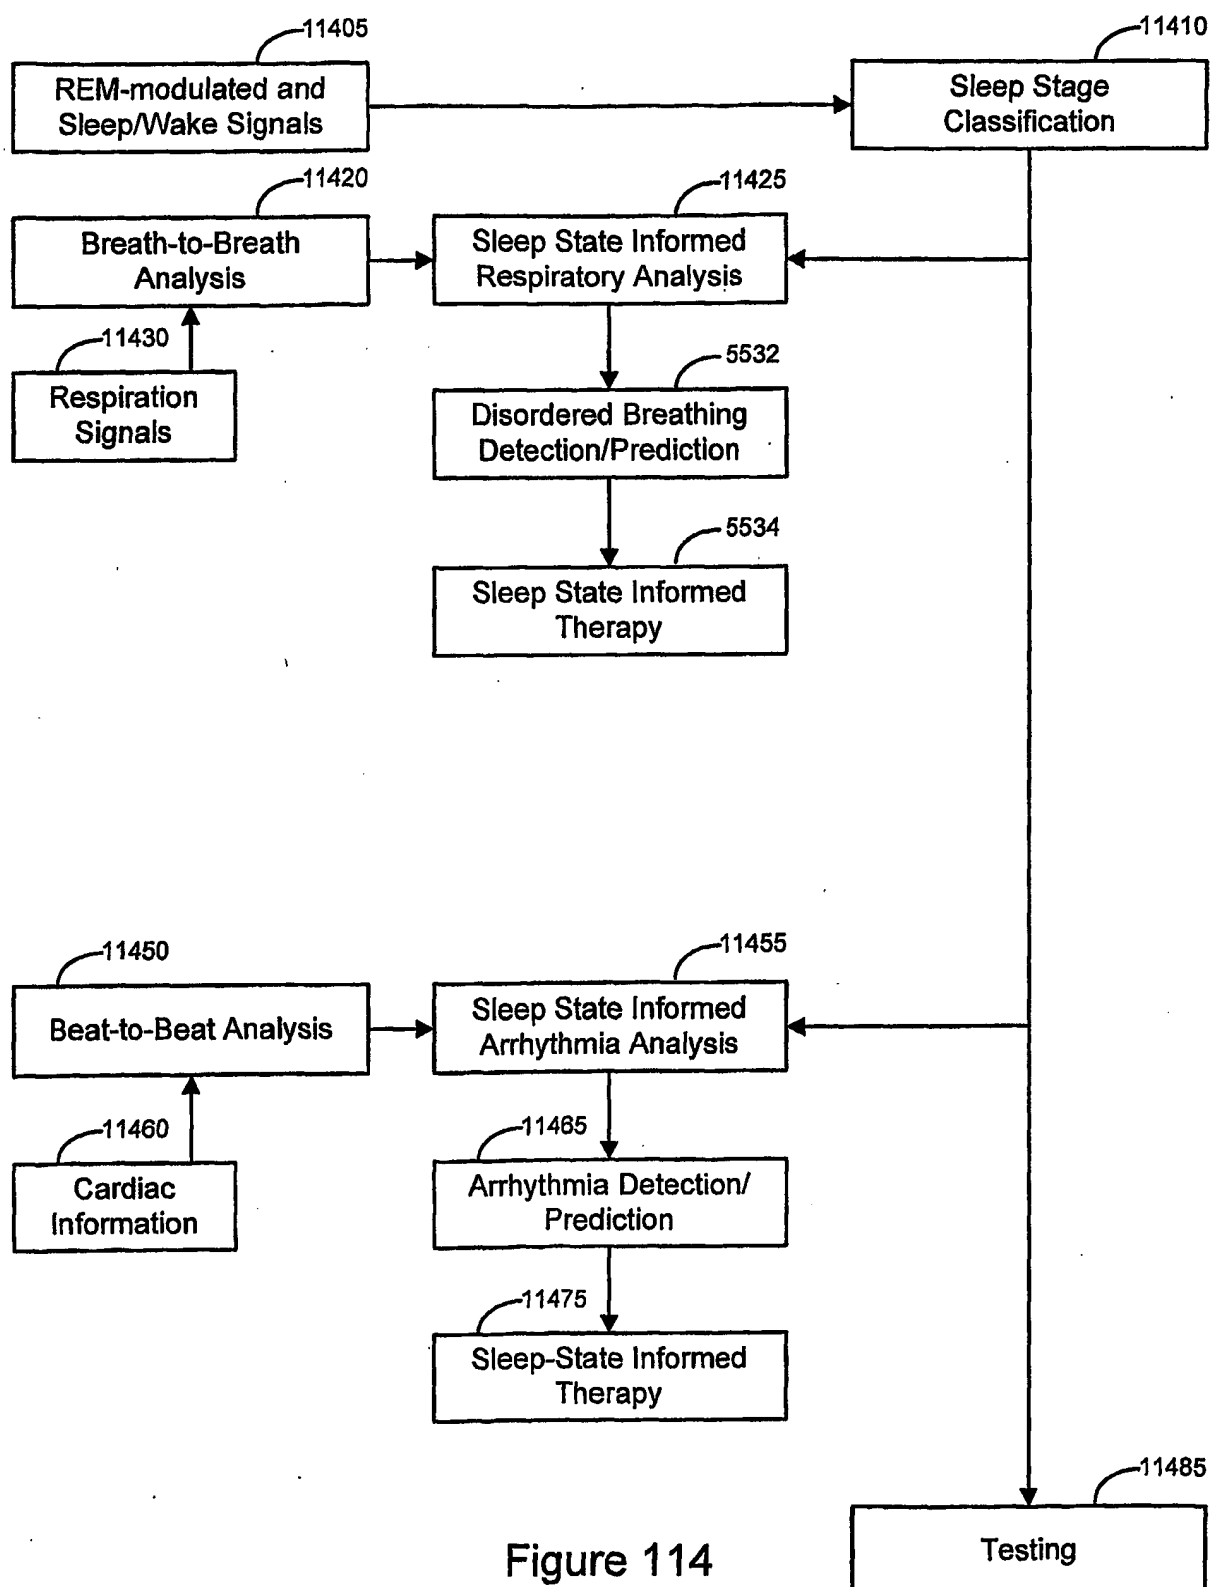 11405
REM-modulated and
Sleep/Wake Signals
11410
Sleep Stage
Classification
11420
Breath-to-Breath
Analysis
11425
Sleep State Informed
Respiratory Analysis
11430
Respiration
Signals
5532
Disordered Breathing
Detection/Prediction
5534
Sleep State Informed
Therapy
11450
Beat-to-Beat Analysis
11455
Sleep State Informed
Arrhythmia Analysis
11460
Cardiac
Information
11465
Arrhythmia Detection/
Prediction
11475
Sleep-State Informed
Therapy
11485
Testing
Figure 114